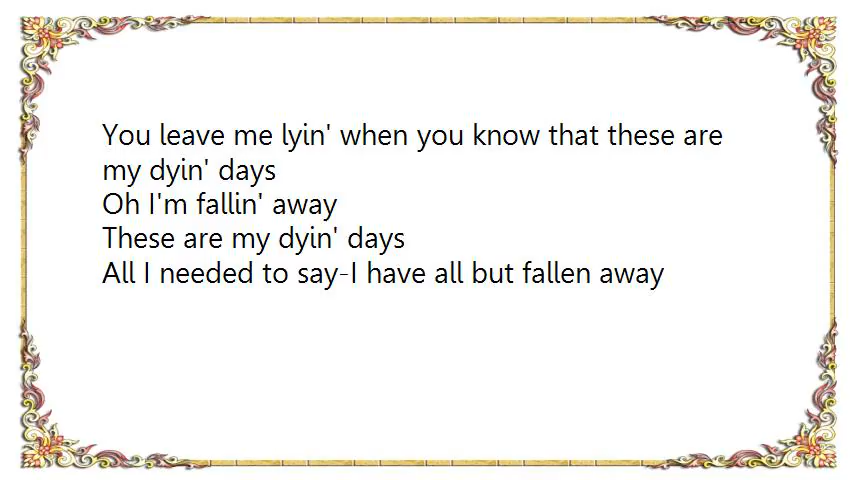 You leave me lyin' when you know that these are
my dyin' days
Oh I'm fallin' away
These are my dyin' days
All I needed to say-I have all but fallen away